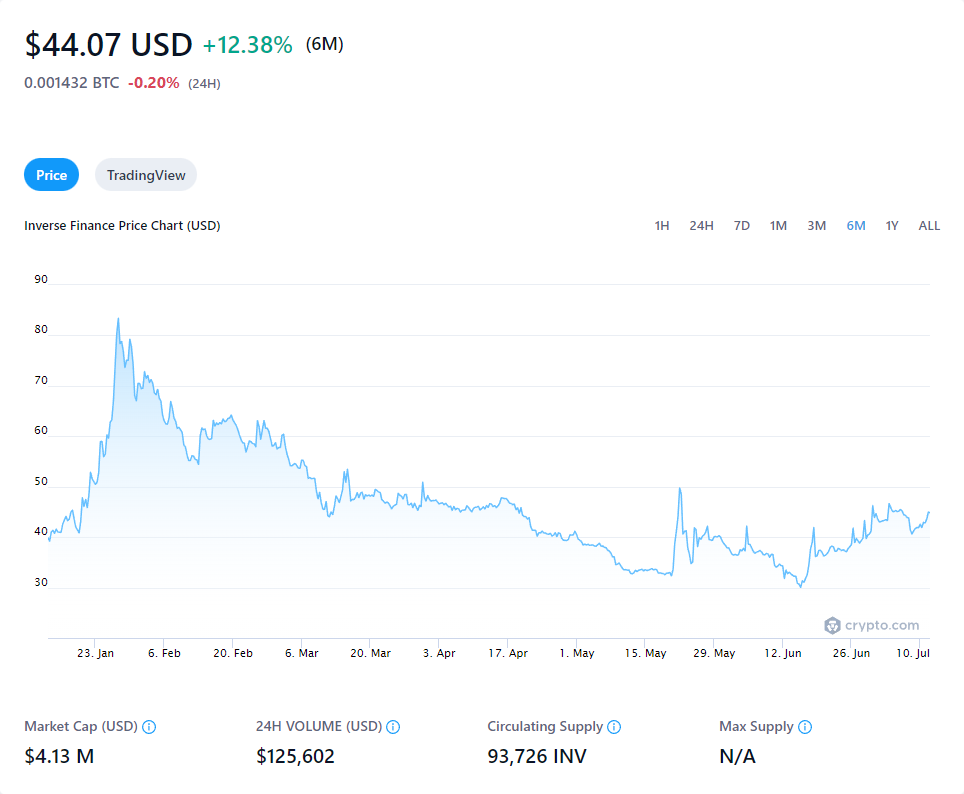 $44.07 USD +12.38% (6M)
0.001432 BTC -0.20% (24H)
Price TradingView
Inverse Finance Price Chart (USD) 1H 24H 7D 1M 3M 6M 1Y ALL
90
80
70
60
50
40
30
crypto.com
23. Jan 6. Feb 20. Feb 6. Mar 20. Mar 3. Apr 17. Apr 1. May 15. May 29. May 12. Jun 26. Jun 10. Jul
Market Cap (USD) 24H VOLUME (USD) Circulating Supply Max Supply
$4.13 M $125,602 93,726 INV N/A